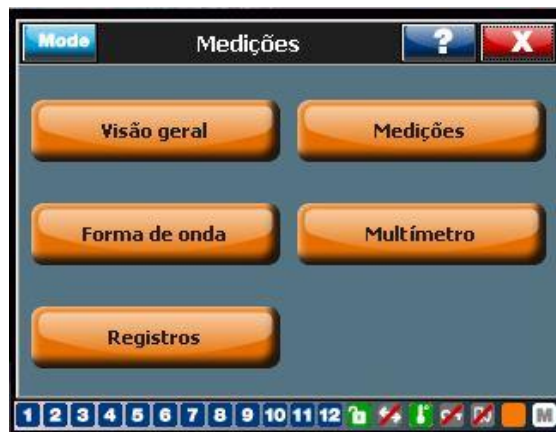 Mode Medições ? X
Visão geral Medições
Forma de onda Multímetro
Registros
1 2 3 4 5 6 7 8 9 10 11 12 M